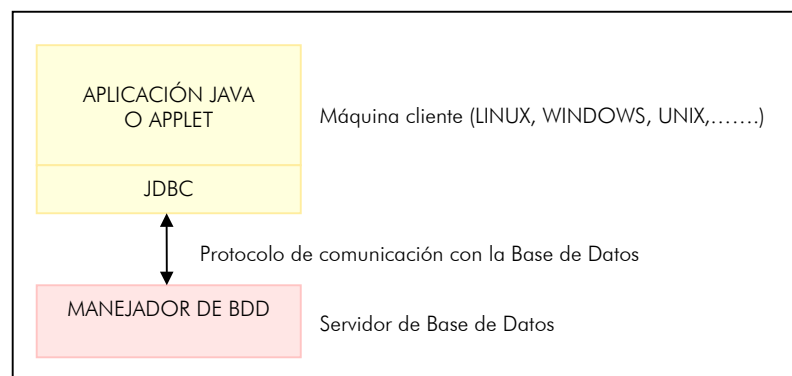 APLICACIÓN JAVA
O APPLET
Máquina cliente (LINUX, WINDOWS, UNIX,.......)
JDBC
Protocolo de comunicación con la Base de Datos
MANEJADOR DE BDD
Servidor de Base de Datos